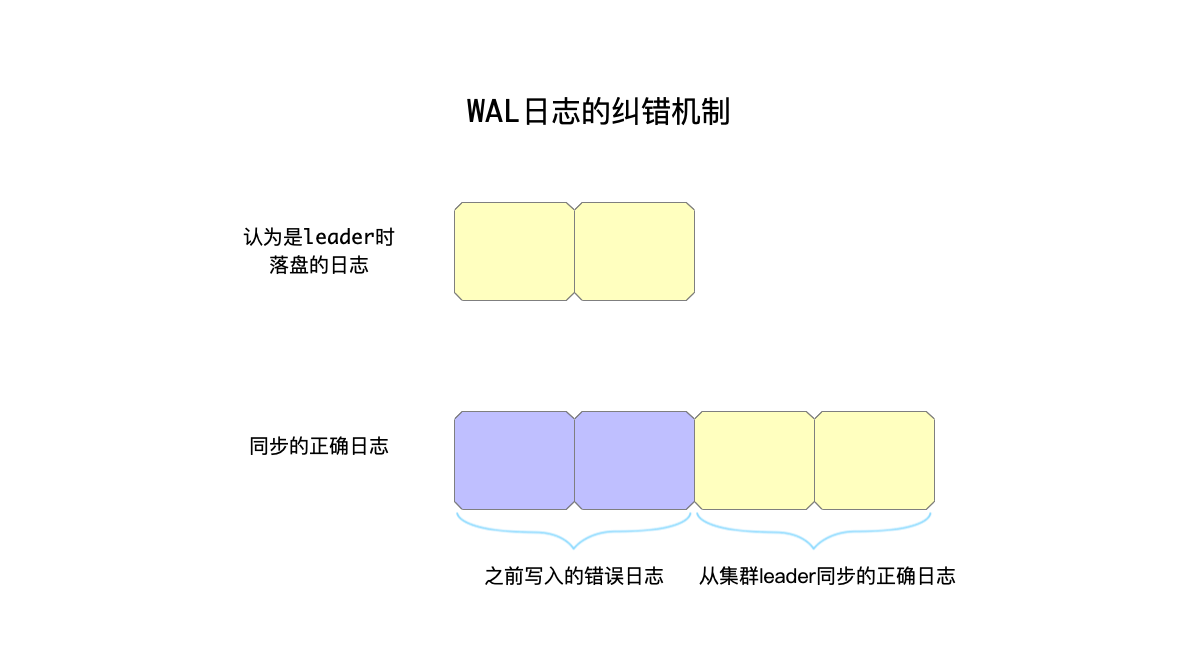 WAL日志的纠错机制
认为是leader时
落盘的日志
同步的正确日志
之前写入的错误日志
从集群leader同步的正确日志